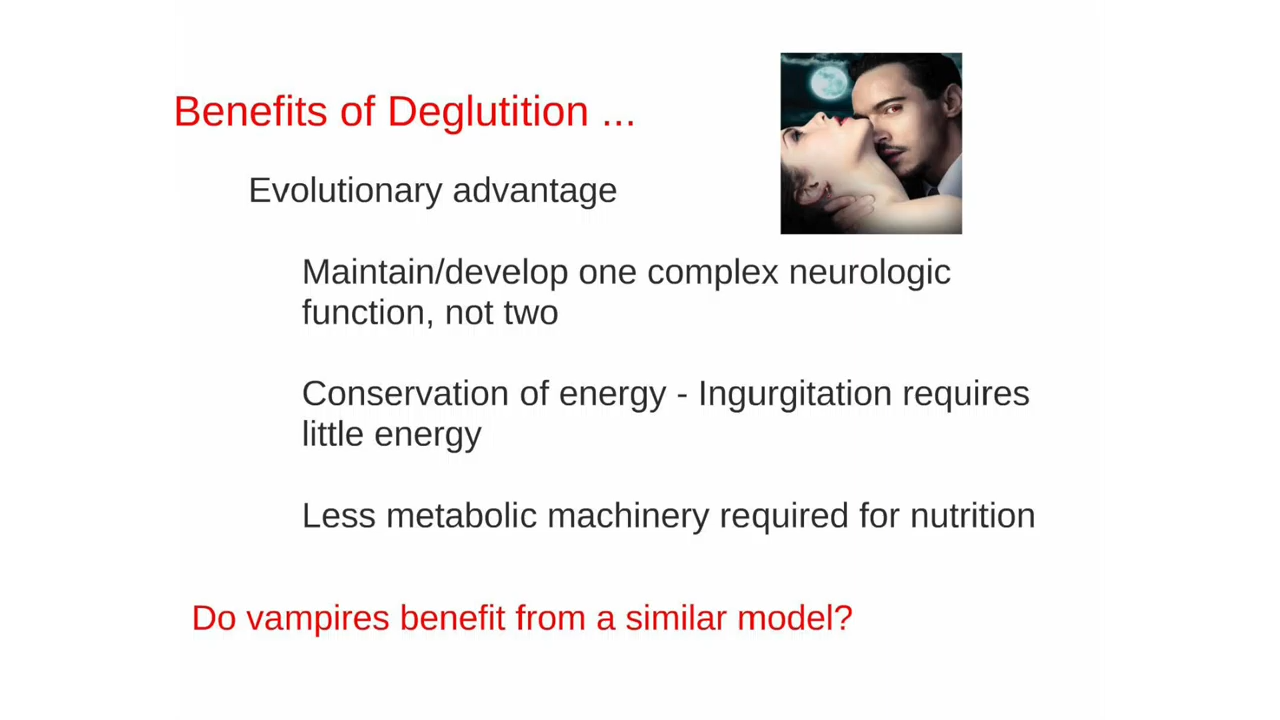 Benefits of Deglutition ...
Evolutionary advantage
Maintain/develop one complex neurologic
function, not two
Conservation of energy - Ingurgitation requires
little energy
Less metabolic machinery required for nutrition
Do vampires benefit from a similar model?